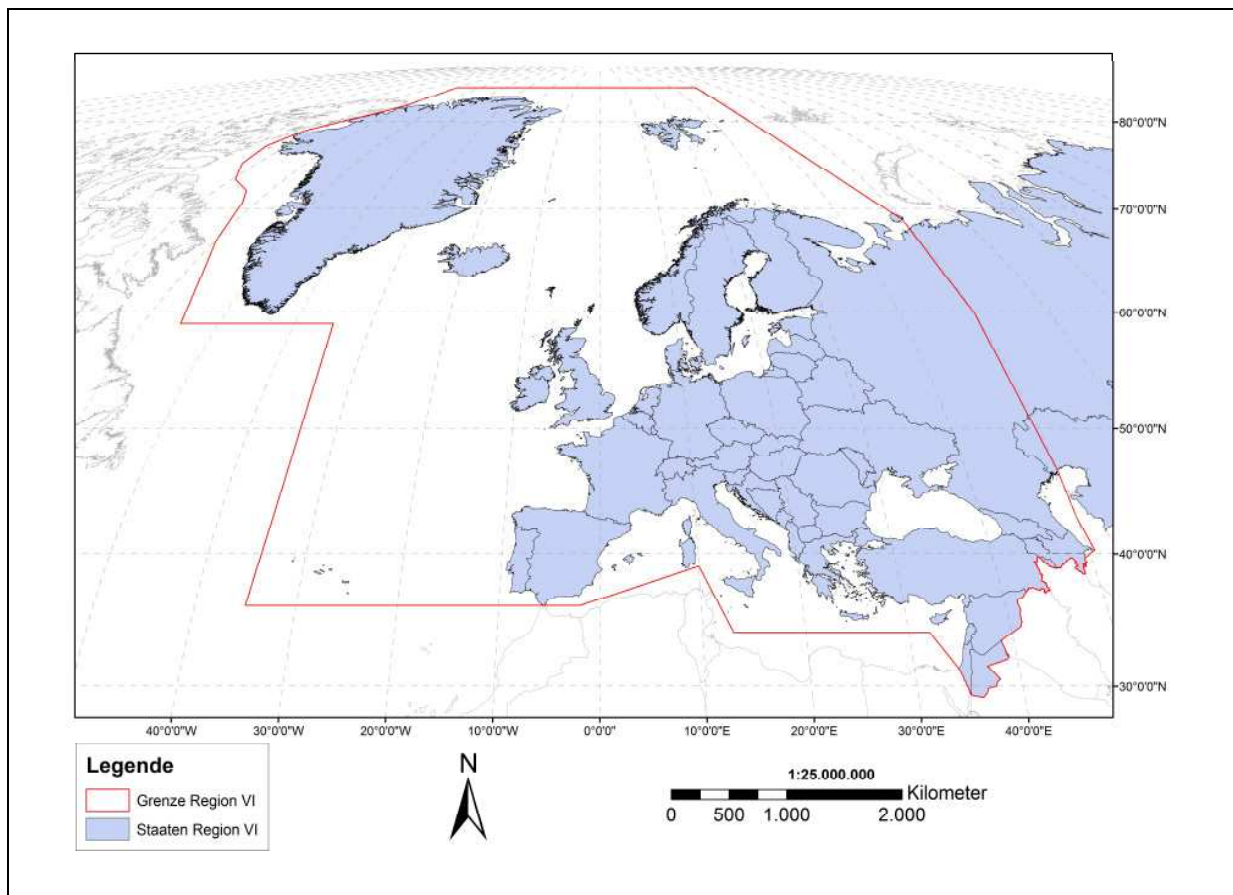 80°0'0"N
70°0'0"N
60°0'0"N
50°0'0"N
40°0'0"N
30°0'0"N
40°0'0"W 30°0'0"W 20°0'0"W 10°0'0"W 0°0'0" 10°0'0"E 20°0'0"E 30°0'0"E 40°0'0"E
Legende
Grenze Region VI
Staaten Region VI
N
1:25.000.000
Kilometer
0 500 1.000 2.000